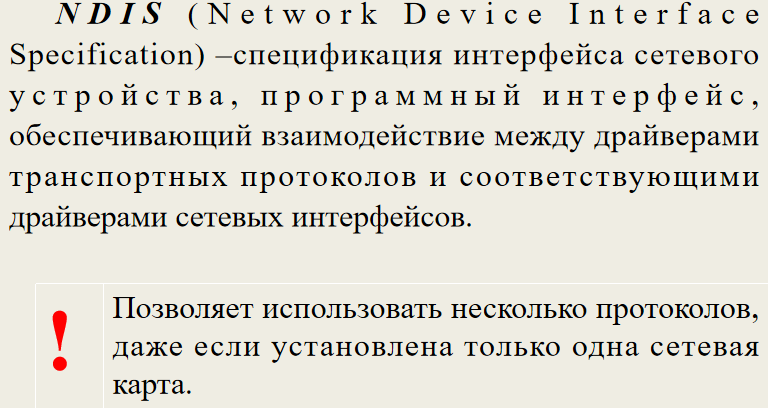 NDIS (Network Device Interface
Specification) –спецификация интерфейса сетевого
устройства, программный интерфейс,
обеспечивающий взаимодействие между драйверами
транспортных протоколов и соответствующими
драйверами сетевых интерфейсов.
!
Позволяет использовать несколько протоколов,
даже если установлена только одна сетевая
карта.